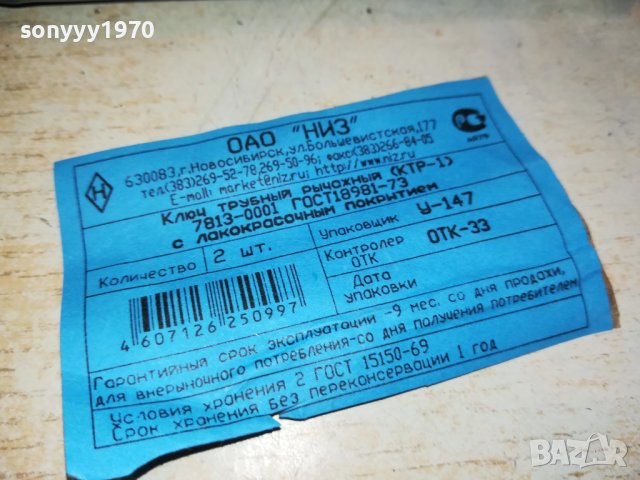 sonyyy1970
ОАО "НИЗ"
630083,г.Новосибирск,ул.Большевистская,177
тел(383)269-52-78,269-50-96; факс(383)266-84-05
E-mail: market@niz.ru; http://www.niz.ru
Ключ трубный рычажный (КТР-1)
7813-0001 ГОСТ18981-73
с лакокрасочным покрытием
Количество 2 шт. Упаковщик У-147
Контролер ОТК ОТК-33
Дата упаковки
4 607126 250997
Гарантийный срок эксплуатации -9 мес. со дня продажи,
для внерыночного потребления-со дня получения потребителем
Условия хранения 2 ГОСТ 15150-69
Срок хранения без переконсервации 1 год
BAZAR